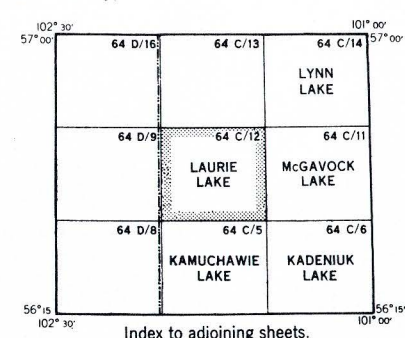 102° 30' 101° 00'
57° 00' 57° 00'
64 D/16 64 C/13 64 C/14
LYNN
LAKE
64 D/9 64 C/12 64 C/11
LAURIE McGAVOCK
LAKE LAKE
64 D/8 64 C/5 64 C/6
KAMUCHAWIE KADENIUK
LAKE LAKE
56° 15' 56° 15'
102° 30' 101° 00'
Index to adjoining sheets.